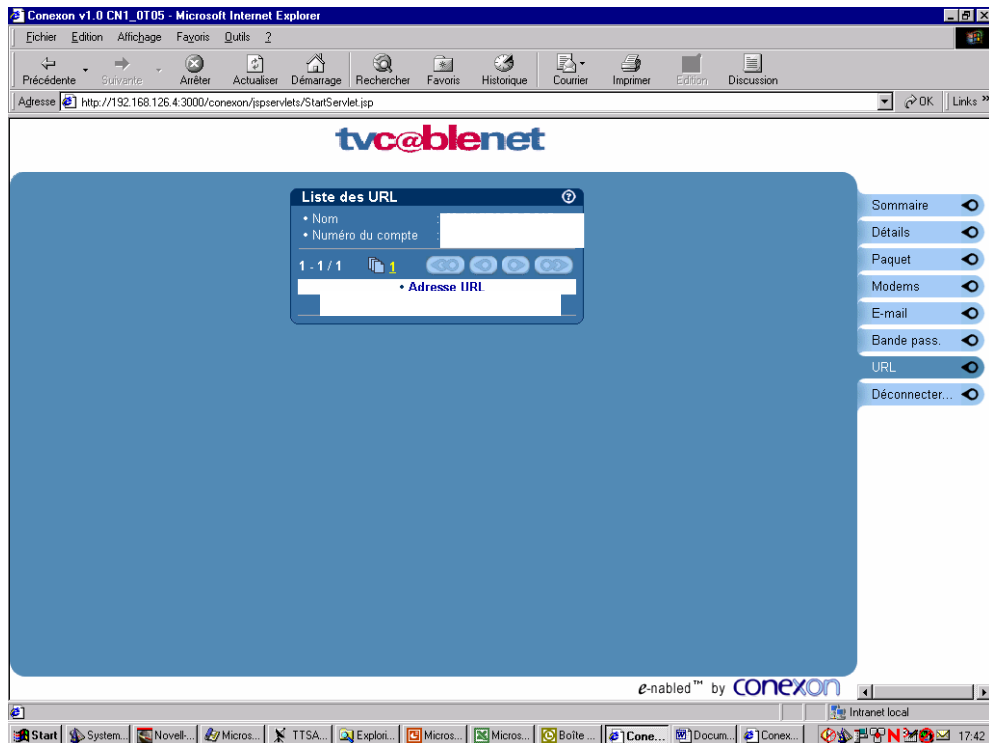 Conexon v1.0 CN1_0T05 - Microsoft Internet Explorer
Fichier Edition Affichage Favoris Outils ?
Précédente Suivante Arrêter Actualiser Démarrage Rechercher Favoris Historique Courrier Imprimer Edition Discussion
Adresse http://192.168.126.4:3000/conexon/jspservlets/StartServlet.jsp OK Links »
tvc@blenet
Liste des URL ?
• Nom :
• Numéro du compte :
1 - 1 / 1 1
• Adresse URL
Sommaire
Détails
Paquet
Modems
E-mail
Bande pass.
URL
Déconnecter...
e-nabled™ by conexon
Intranet local
Start System... Novell-... Micros... TTSA... Explori... Micros... Micros... Boîte ... Cone... Docum... Conex... 17:42